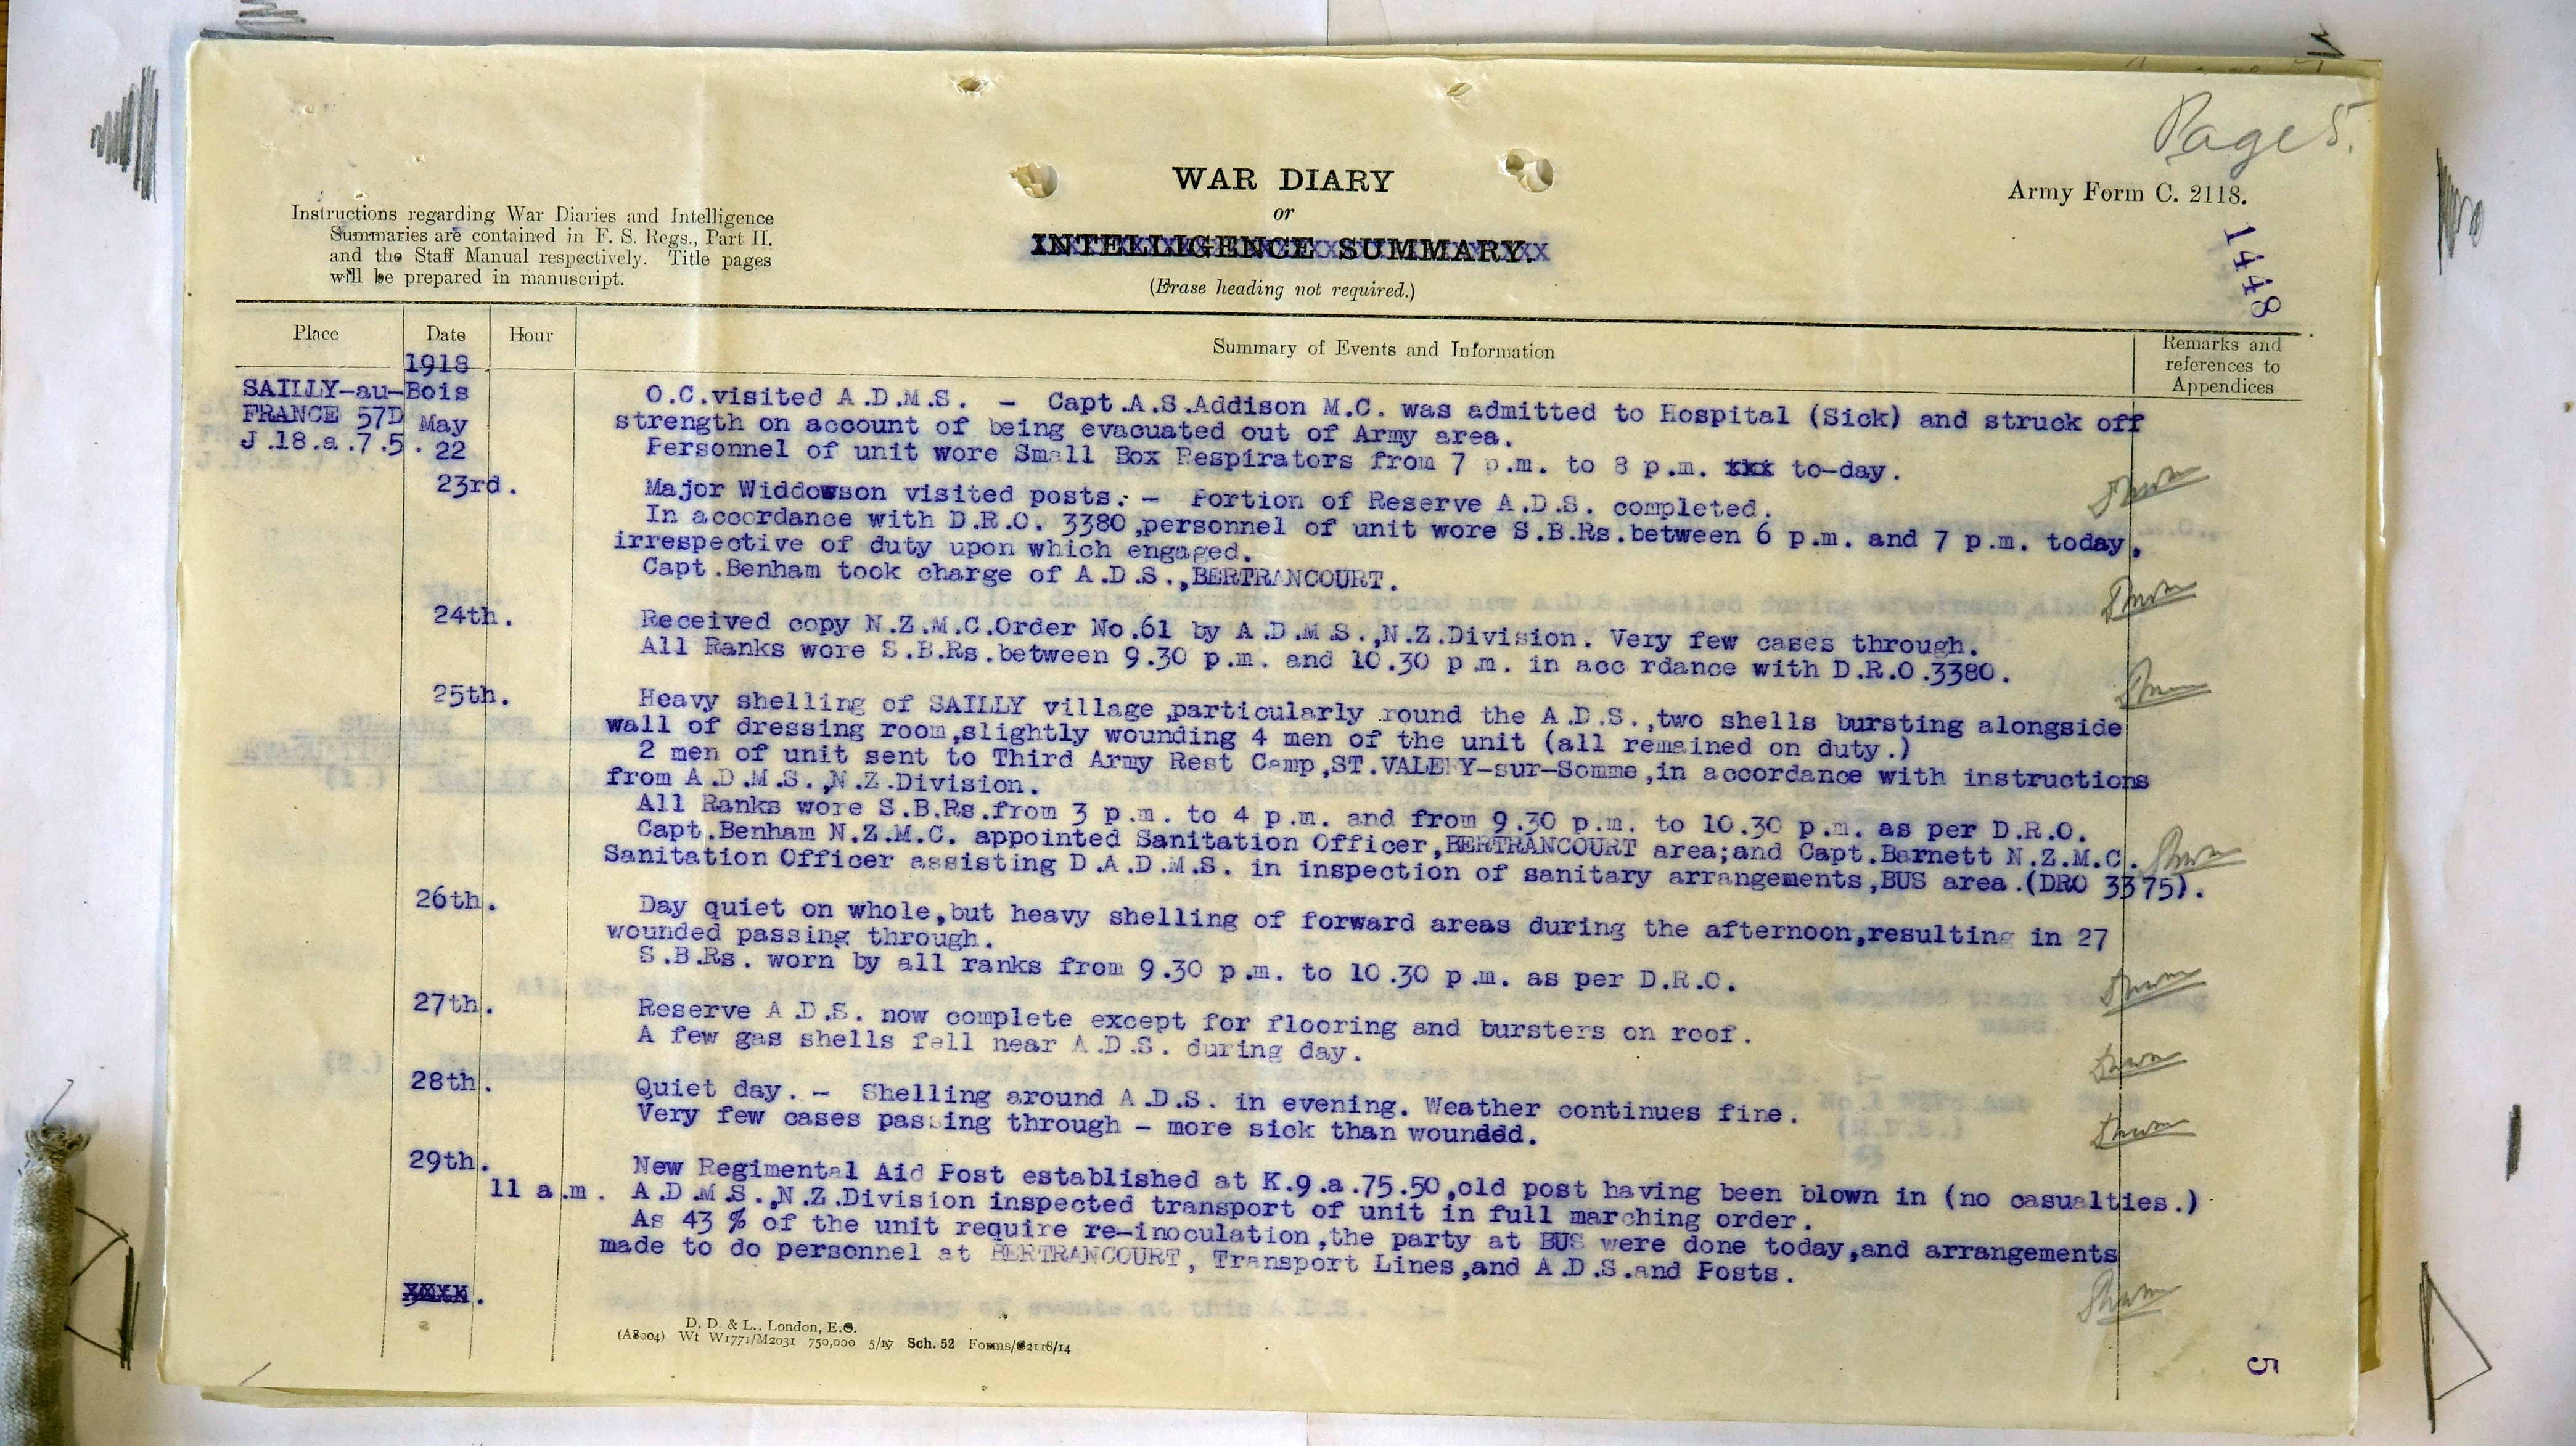 Page 5.
Army Form C. 2118.
1448
WAR DIARY
or
INTELLIGENCE SUMMARY.
(Erase heading not required.)
Instructions regarding War Diaries and Intelligence
Summaries are contained in F. S. Regs., Part II.
and the Staff Manual respectively. Title pages
will be prepared in manuscript.
Place Date Hour Summary of Events and Information Remarks and
references to
Appendices
1918
SAILLY-au-Bois
FRANCE 57D May
J.18.a.7.5. 22
O.C.visited A.D.M.S. - Capt.A.S.Addison M.C. was admitted to Hospital (Sick) and struck off
strength on account of being evacuated out of Army area.
Personnel of unit wore Small Box Respirators from 7 p.m. to 8 p.m. xxx to-day.
23rd. Major Widdowson visited posts.- - Portion of Reserve A.D.S. completed.
In accordance with D.R.O. 3380,personnel of unit wore S.B.Rs.between 6 p.m. and 7 p.m. today,
irrespective of duty upon which engaged.
Capt.Benham took charge of A.D.S.,BERTRANCOURT.
24th. Received copy N.Z.M.C.Order No.61 by A.D.M.S.,N.Z.Division. Very few cases through.
All Ranks wore S.B.Rs.between 9.30 p.m. and 10.30 p.m. in acc rdance with D.R.O.3380.
25th. Heavy shelling of SAILLY village,particularly round the A.D.S.,two shells bursting alongside
wall of dressing room,slightly wounding 4 men of the unit (all remained on duty.)
2 men of unit sent to Third Army Rest Camp,ST.VALERY-sur-Somme,in accordance with instructions
from A.D.M.S.,N.Z.Division.
All Ranks wore S.B.Rs.from 3 p.m. to 4 p.m. and from 9.30 p.m. to 10.30 p.m. as per D.R.O.
Capt.Benham N.Z.M.C. appointed Sanitation Officer,BERTRANCOURT area;and Capt.Barnett N.Z.M.C.
Sanitation Officer assisting D.A.D.M.S. in inspection of sanitary arrangements,BUS area.(DRO 3375).
26th. Day quiet on whole,but heavy shelling of forward areas during the afternoon,resulting in 27
wounded passing through.
S.B.Rs. worn by all ranks from 9.30 p.m. to 10.30 p.m. as per D.R.O.
27th. Reserve A.D.S. now complete except for flooring and bursters on roof.
A few gas shells fell near A.D.S. during day.
28th. Quiet day. - Shelling around A.D.S. in evening. Weather continues fine.
Very few cases passing through - more sick than wounded.
29th. New Regimental Aid Post established at K.9.a.75.50,old post having been blown in (no casualties.)
11 a.m. A.D.M.S.,N.Z.Division inspected transport of unit in full marching order.
As 43 % of the unit require re-inoculation,the party at BUS were done today,and arrangements
made to do personnel at BERTRANCOURT, Transport Lines,and A.D.S.and Posts.
D. D. & L., London, E.C.
(A8004) Wt W1771/M2031 750,000 5/17 Sch. 52 Forms/C2118/14
5